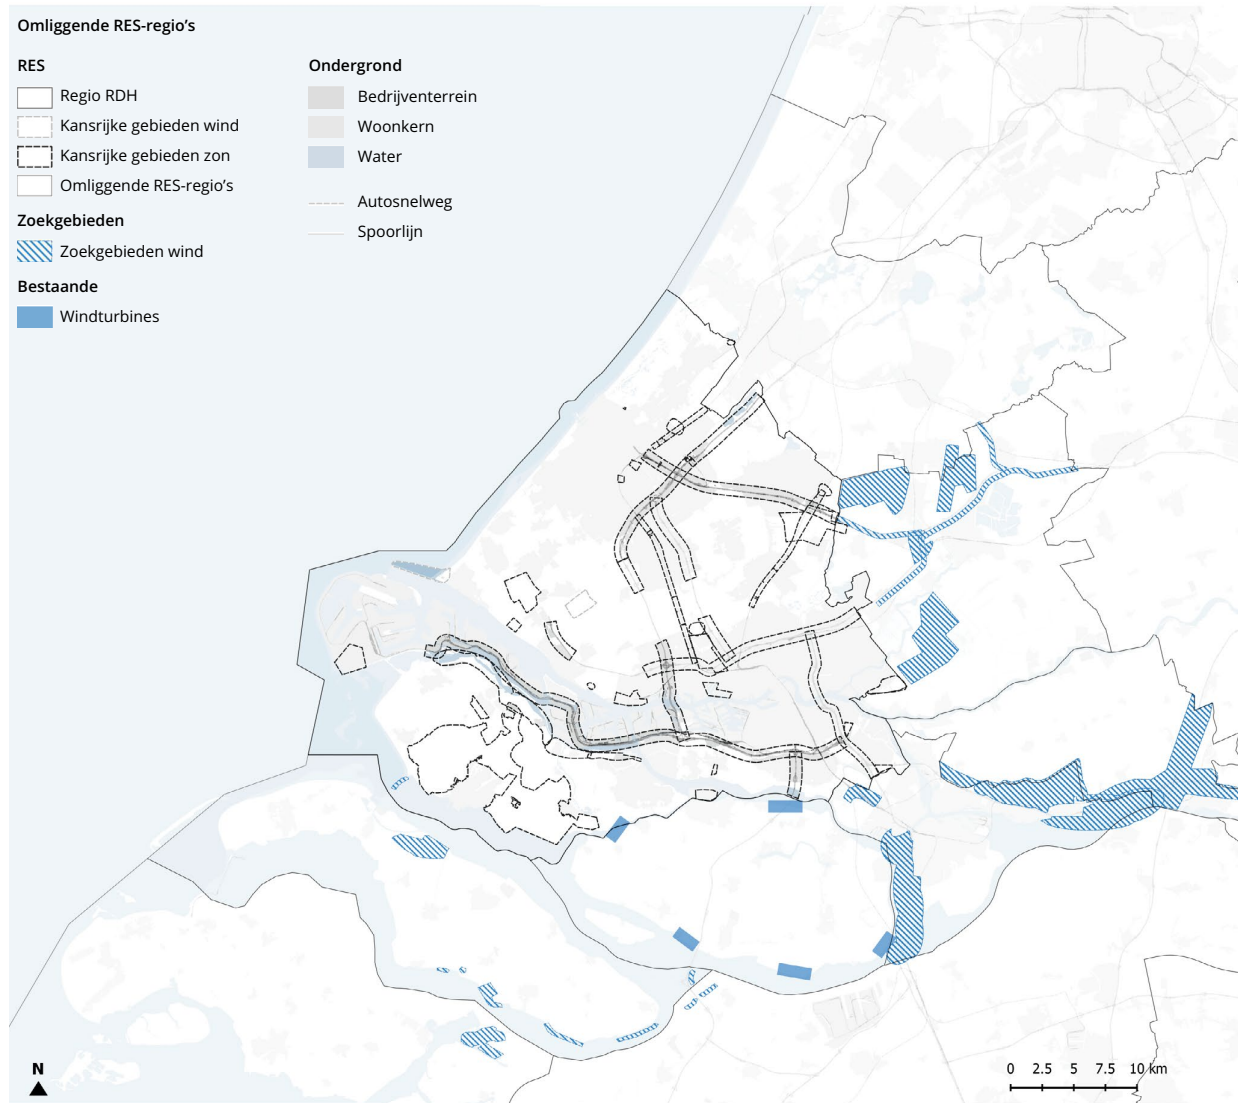 Omliggende RES-regio’s
RES
Regio RDH
Kansrijke gebieden wind
Kansrijke gebieden zon
Omliggende RES-regio’s
Zoekgebieden
Zoekgebieden wind
Bestaande
Windturbines
Ondergrond
Bedrijventerrein
Woonkern
Water
Autosnelweg
Spoorlijn
N
0 2.5 5 7.5 10 km